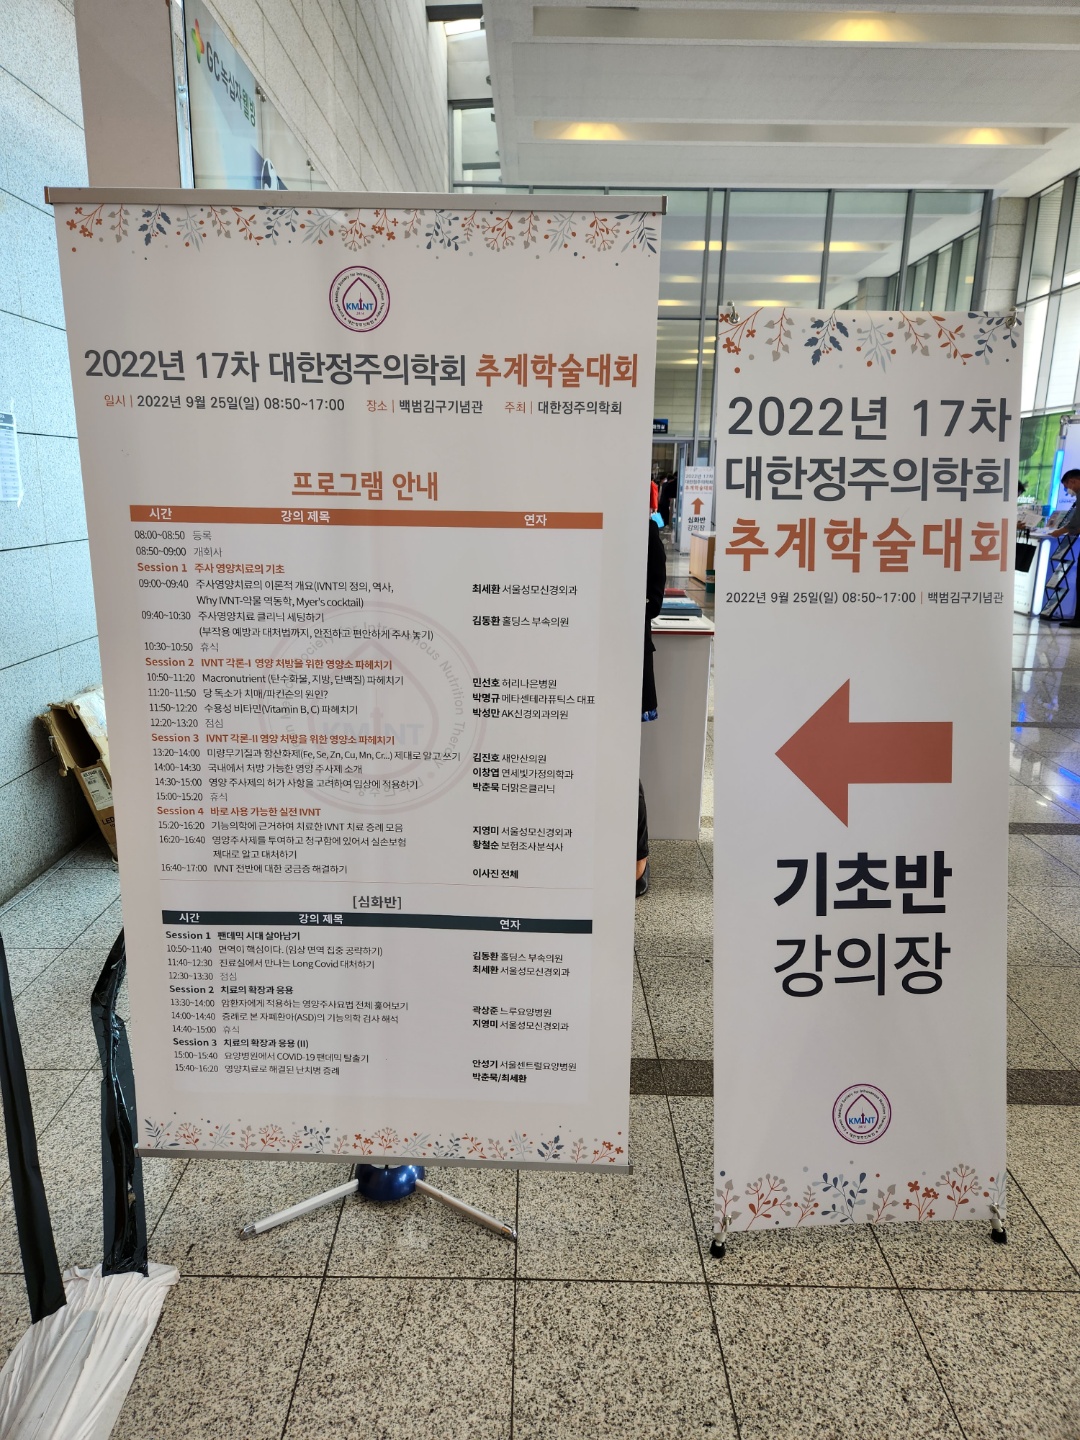 GC녹십자웰빙
KMINT
2022년 17차 대한정주의학회 추계학술대회
일시 | 2022년 9월 25일(일) 08:50~17:00 장소 | 백범김구기념관 주최 | 대한정주의학회
프로그램 안내
시간 강의 제목 연자
08:00~08:50 등록
08:50~09:00 개회사
Session 1 주사 영양치료의 기초
09:00~09:40 주사영양치료의 이론적 개요(IVNT의 정의, 역사, 최세환 서울성모신경외과
Why IVNT-약물 역동학, Myer's cocktail)
09:40~10:30 주사영양치료 클리닉 세팅하기 김동환 홀딩스 부속의원
(부작용 예방과 대처법까지, 안전하고 편안하게 주사 놓기)
10:30~10:50 휴식
Session 2 IVNT 각론-I 영양 처방을 위한 영양소 파헤치기
10:50~11:20 Macronutrient (탄수화물, 지방, 단백질) 파헤치기 민선호 허리나은병원
11:20~11:50 당 독소가 치매/파킨슨의 원인? 박명규 메타센테라퓨틱스 대표
11:50~12:20 수용성 비타민(Vitamin B, C) 파헤치기 박성만 AK신경외과의원
12:20~13:20 점심
Session 3 IVNT 각론-II 영양 처방을 위한 영양소 파헤치기
13:20~14:00 미량무기질과 항산화제(Fe, Se, Zn, Cu, Mn, Cr...) 제대로 알고 쓰기 김진호 새안산의원
14:00~14:30 국내에서 처방 가능한 영양 주사제 소개 이창엽 연세빛가정의학과
14:30~15:00 영양 주사제의 허가 사항을 고려하여 임상에 적용하기 박춘묵 더맑은클리닉
15:00~15:20 휴식
Session 4 바로 사용 가능한 실전 IVNT
15:20~16:20 기능의학에 근거하여 치료한 IVNT 치료 증례 모음 지영미 서울성모신경외과
16:20~16:40 영양주사제를 투여하고 청구함에 있어서 실손보험 황철순 보험조사분석사
제대로 알고 대처하기
16:40~17:00 IVNT 전반에 대한 궁금증 해결하기 이사진 전체
[심화반]
시간 강의 제목 연자
Session 1 팬데믹 시대 살아남기
10:50~11:40 면역이 핵심이다. (임상 면역 집중 공략하기) 김동환 홀딩스 부속의원
11:40~12:30 진료실에서 만나는 Long Covid 대처하기 최세환 서울성모신경외과
12:30~13:30 점심
Session 2 치료의 확장과 응용
13:30~14:00 암환자에게 적용하는 영양주사요법 전체 훑어보기 곽상준 느루요양병원
14:00~14:40 증례로 본 자폐환아(ASD)의 기능의학 검사 해석 지영미 서울성모신경외과
14:40~15:00 휴식
Session 3 치료의 확장과 응용 (II)
15:00~15:40 요양병원에서 COVID-19 팬데믹 탈출기 안성기 서울센트럴요양병원
15:40~16:20 영양치료로 해결된 난치병 증례 박춘묵/최세환
2022년 17차
대한정주의학회
추계학술대회
심화반
강의장
2022년 17차
대한정주의학회
추계학술대회
2022년 9월 25일(일) 08:50~17:00 | 백범김구기념관
기초반
강의장
KMINT